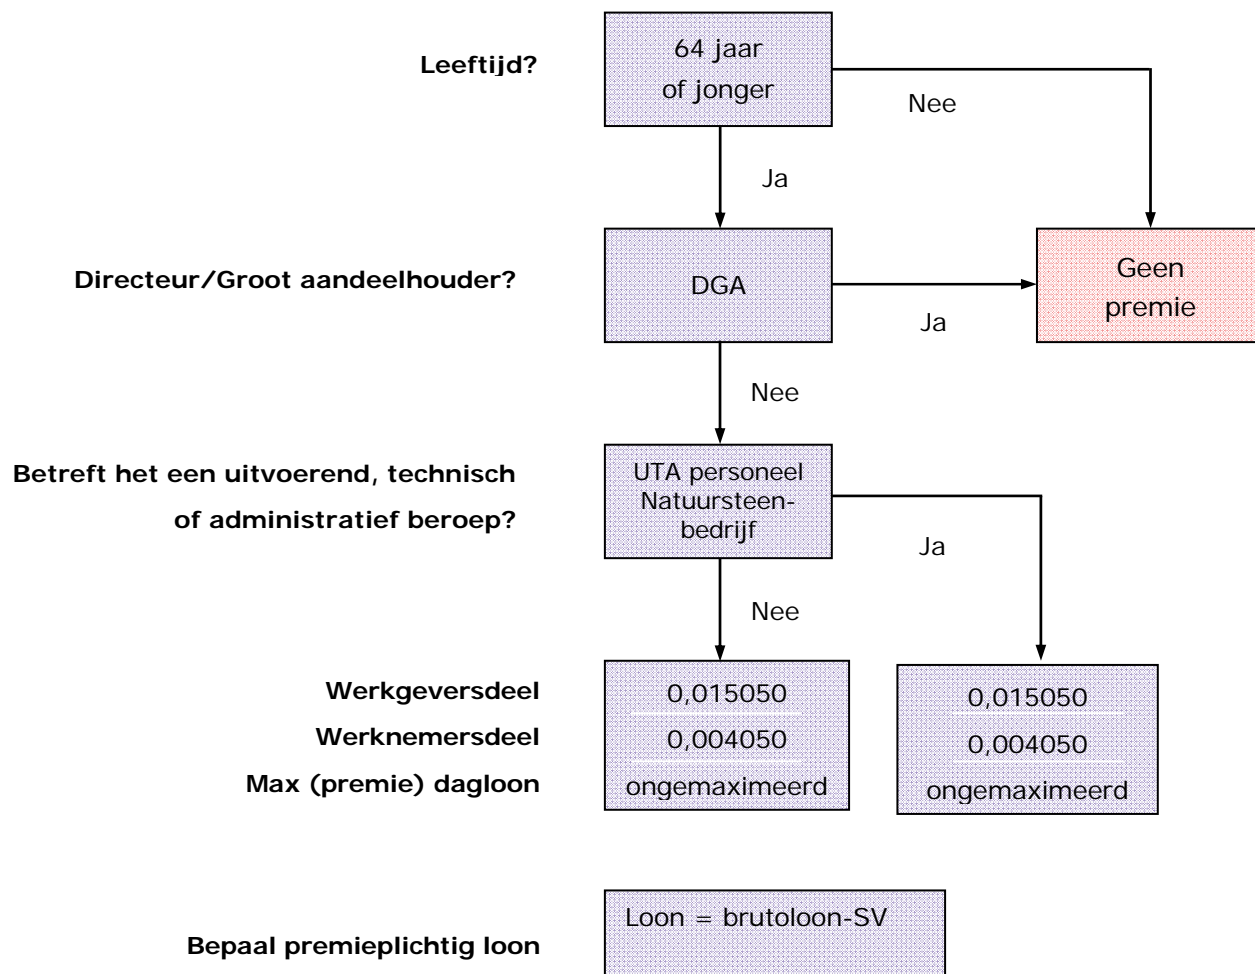 Leeftijd?
64 jaar
of jonger
Nee
Ja
Directeur/Groot aandeelhouder?
DGA
Geen
premie
Ja
Nee
Betreft het een uitvoerend, technisch
of administratief beroep?
UTA personeel
Natuursteen-
bedrijf
Ja
Nee
Werkgeversdeel
0,015050
0,015050
Werknemersdeel
0,004050
0,004050
Max (premie) dagloon
ongemaximeerd
ongemaximeerd
Loon = brutoloon-SV
Bepaal premieplichtig loon